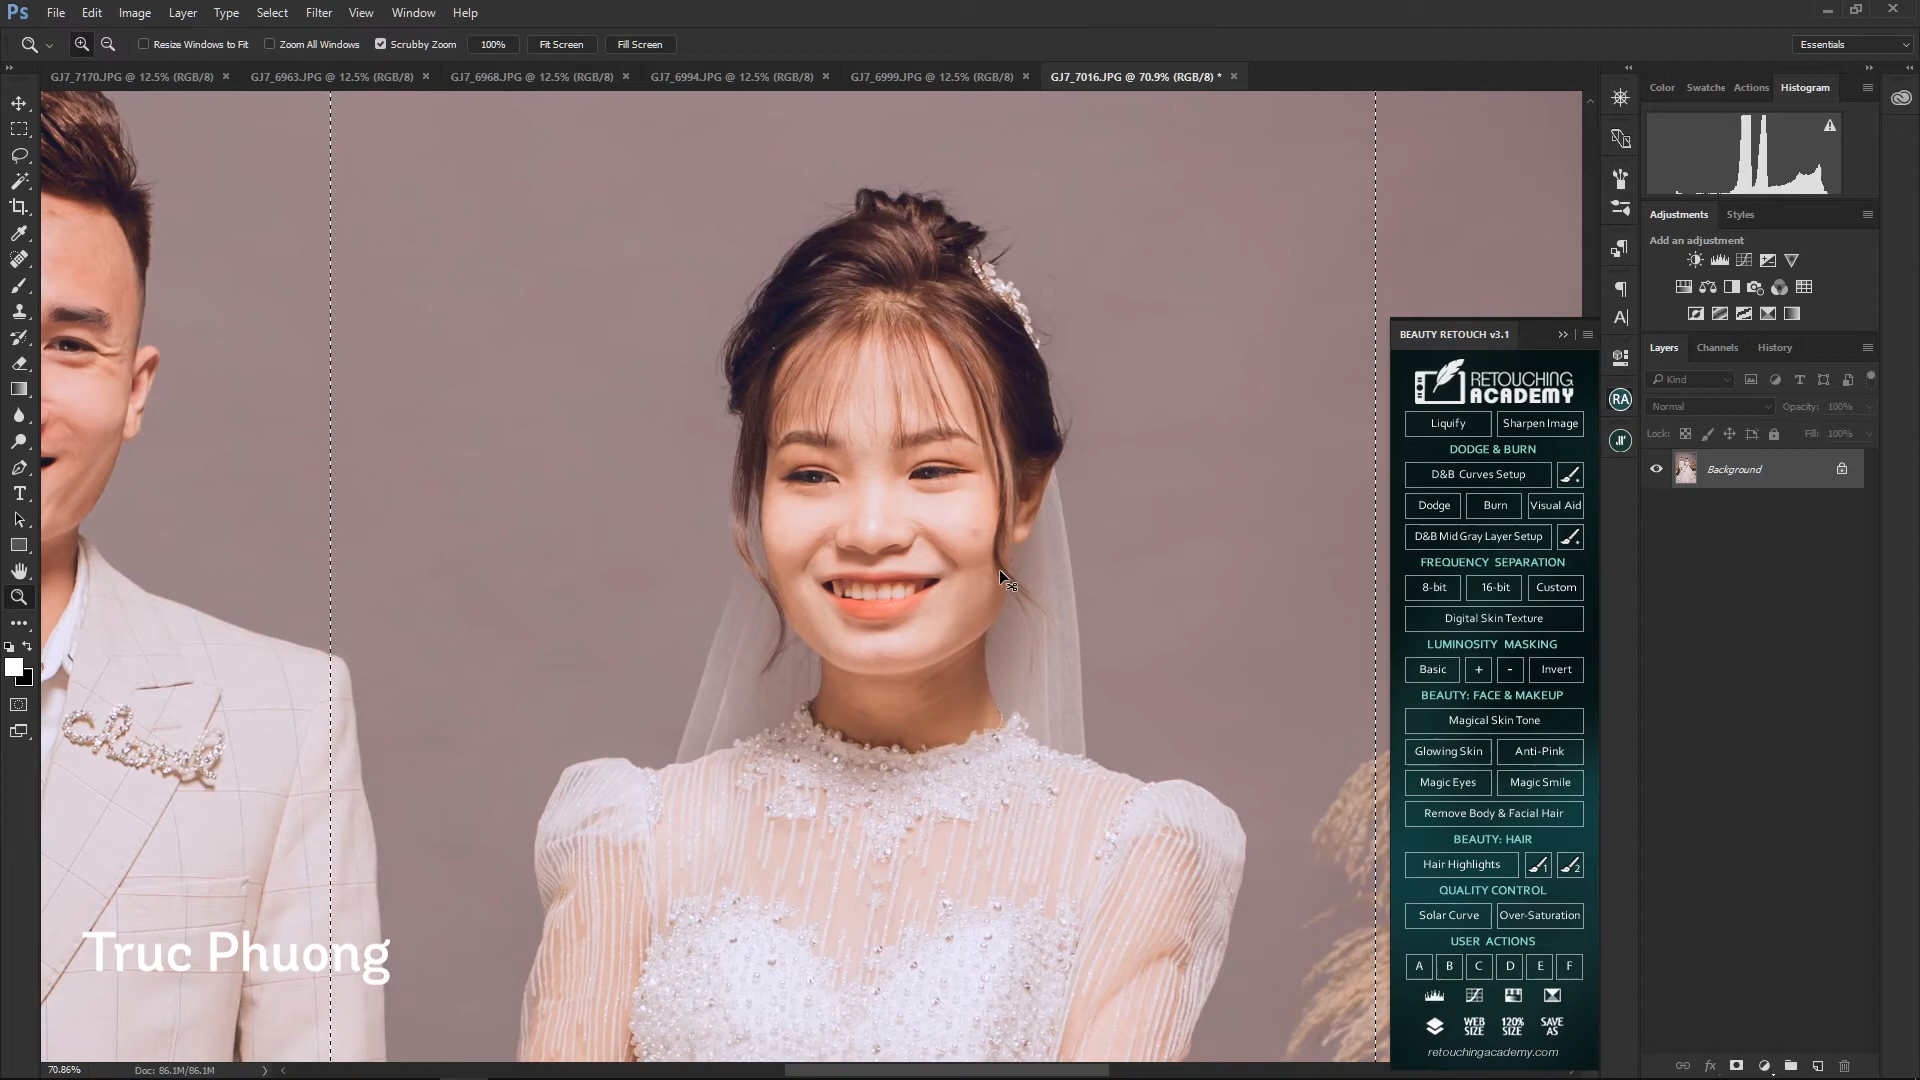 Ps File Edit Image Layer Type Select Filter View Window Help
Resize Windows to Fit Zoom All Windows Scrubby Zoom 100% Fit Screen Fill Screen Essentials
GJ7_7170.JPG @ 12.5% (RGB/8) GJ7_6963.JPG @ 12.5% (RGB/8) GJ7_6968.JPG @ 12.5% (RGB/8) GJ7_6994.JPG @ 12.5% (RGB/8) GJ7_6999.JPG @ 12.5% (RGB/8) GJ7_7016.JPG @ 70.9% (RGB/8) *
Color Swatche Actions Histogram
Adjustments Styles
Add an adjustment
Layers Channels History
Kind
Normal Opacity: 100%
Lock: Fill: 100%
Background
BEAUTY RETOUCH v3.1
RETOUCHING
ACADEMY
RA
Liquify Sharpen Image
DODGE & BURN
D&B Curves Setup
Dodge Burn Visual Aid
D&B Mid Gray Layer Setup
FREQUENCY SEPARATION
8-bit 16-bit Custom
Digital Skin Texture
LUMINOSITY MASKING
Basic + - Invert
BEAUTY: FACE & MAKEUP
Magical Skin Tone
Glowing Skin Anti-Pink
Magic Eyes Magic Smile
Remove Body & Facial Hair
BEAUTY: HAIR
Hair Highlights 1 2
QUALITY CONTROL
Solar Curve Over-Saturation
USER ACTIONS
A B C D E F
WEB SIZE 120% SIZE SAVE AS
retouchingacademy.com
Truc Phuong
70.86% Doc: 86.1M/86.1M
fx